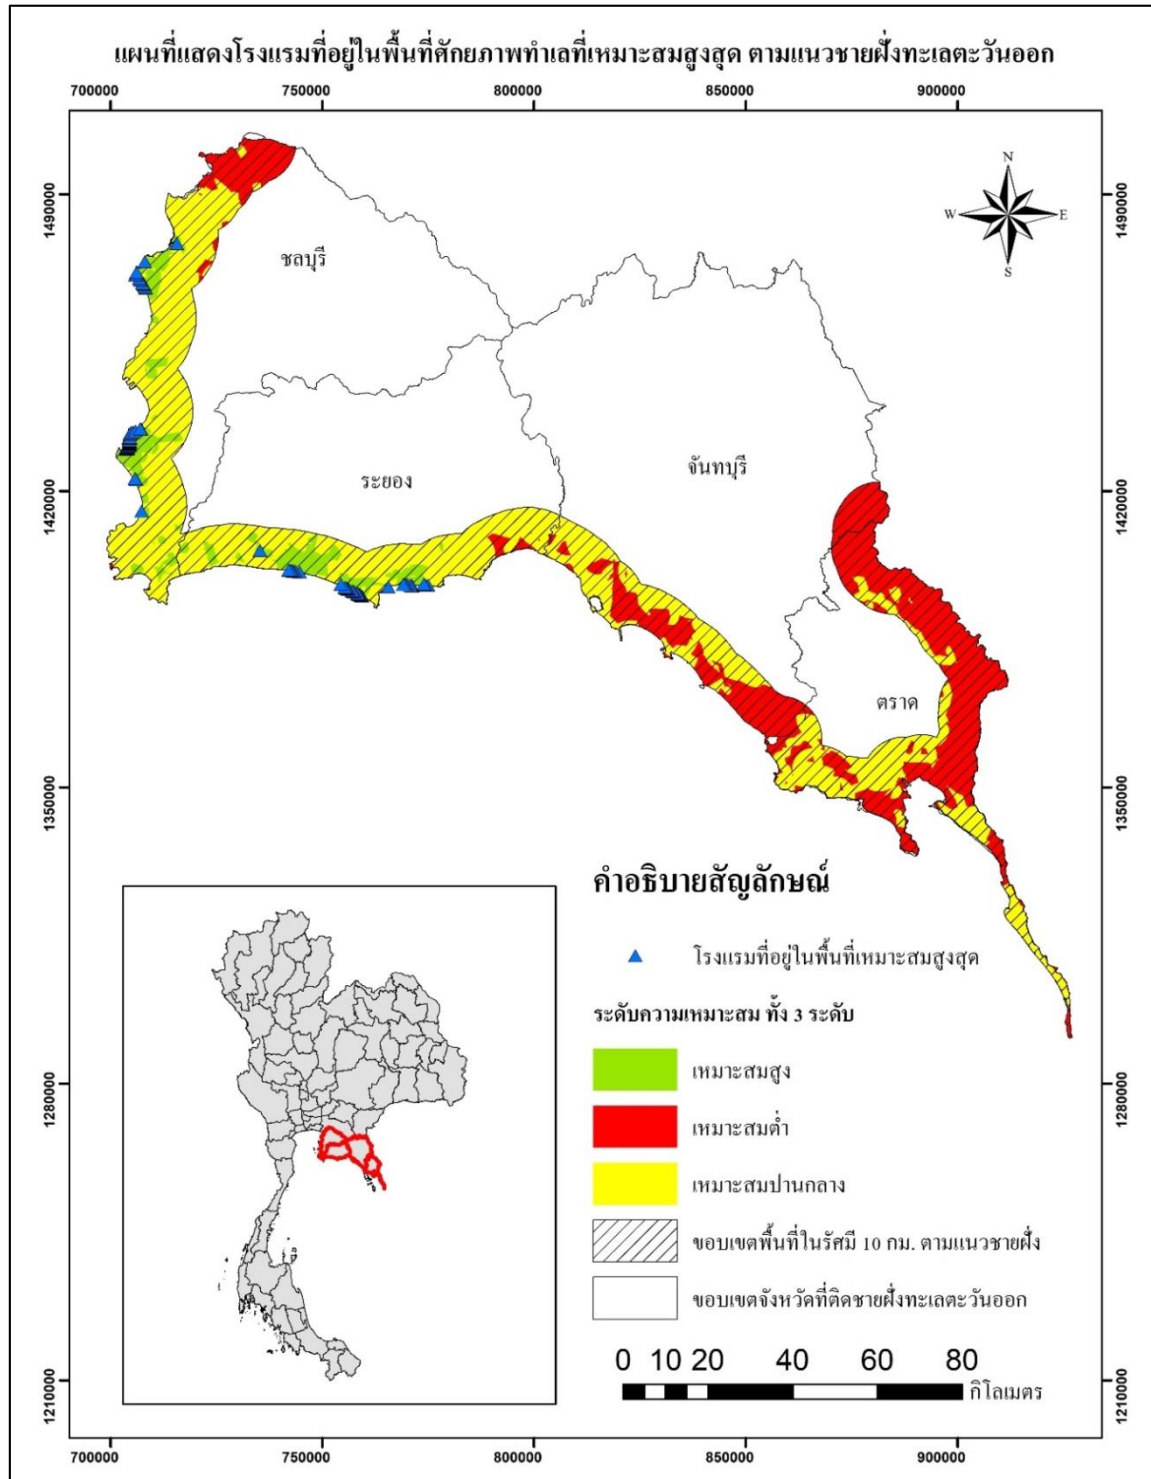 แผนที่แสดงโรงแรมที่อยู่ในพื้นที่ศักยภาพทำเลที่เหมาะสมสูงสุด ตามแนวชายฝั่งทะเลตะวันออก
700000 750000 800000 850000 900000
1490000 1490000
N
W E
S
ชลบุรี
จันทบุรี
ระยอง
1420000 1420000
ตราด
1350000 1350000
คำอธิบายสัญลักษณ์
โรงแรมที่อยู่ในพื้นที่เหมาะสมสูงสุด
ระดับความเหมาะสม ทั้ง 3 ระดับ
เหมาะสมสูง
1280000 1280000
เหมาะสมต่ำ
เหมาะสมปานกลาง
ขอบเขตพื้นที่ในรัศมี 10 กม. ตามแนวชายฝั่ง
ขอบเขตจังหวัดที่ติดชายฝั่งทะเลตะวันออก
0 10 20 40 60 80
กิโลเมตร
1210000 1210000
700000 750000 800000 850000 900000